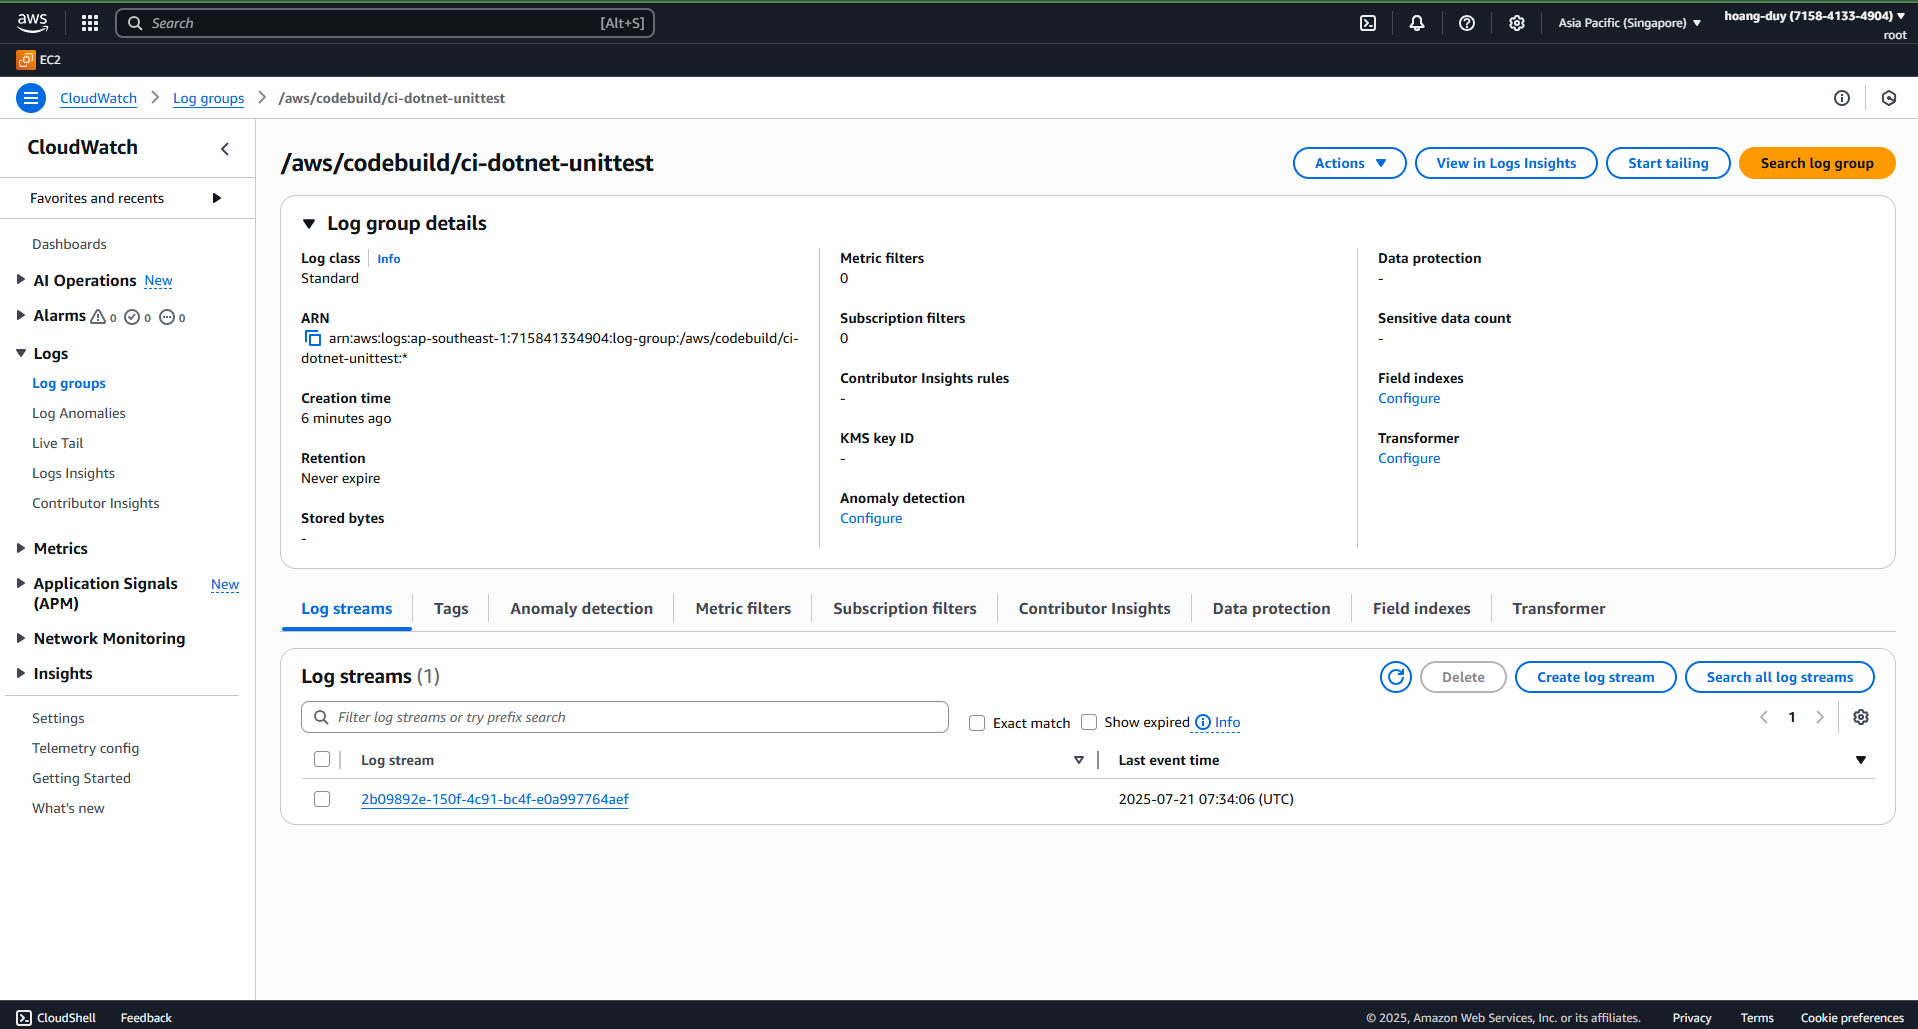 aws
Search
[Alt+S]
Asia Pacific (Singapore)
hoang-duy (7158-4133-4904)
root
EC2
CloudWatch
Log groups
/aws/codebuild/ci-dotnet-unittest
CloudWatch
Favorites and recents
Dashboards
AI Operations New
Alarms 0 0 0
Logs
Log groups
Log Anomalies
Live Tail
Logs Insights
Contributor Insights
Metrics
Application Signals New
(APM)
Network Monitoring
Insights
Settings
Telemetry config
Getting Started
What's new
/aws/codebuild/ci-dotnet-unittest
Actions
View in Logs Insights
Start tailing
Search log group
Log group details
Log class Info
Standard
ARN
arn:aws:logs:ap-southeast-1:715841334904:log-group:/aws/codebuild/ci-
dotnet-unittest:*
Creation time
6 minutes ago
Retention
Never expire
Stored bytes
-
Metric filters
0
Subscription filters
0
Contributor Insights rules
-
KMS key ID
-
Anomaly detection
Configure
Data protection
-
Sensitive data count
-
Field indexes
Configure
Transformer
Configure
Log streams
Tags
Anomaly detection
Metric filters
Subscription filters
Contributor Insights
Data protection
Field indexes
Transformer
Log streams (1)
Delete
Create log stream
Search all log streams
Filter log streams or try prefix search
Exact match
Show expired
Info
1
Log stream
Last event time
2b09892e-150f-4c91-bc4f-e0a997764aef
2025-07-21 07:34:06 (UTC)
CloudShell
Feedback
© 2025, Amazon Web Services, Inc. or its affiliates.
Privacy
Terms
Cookie preferences